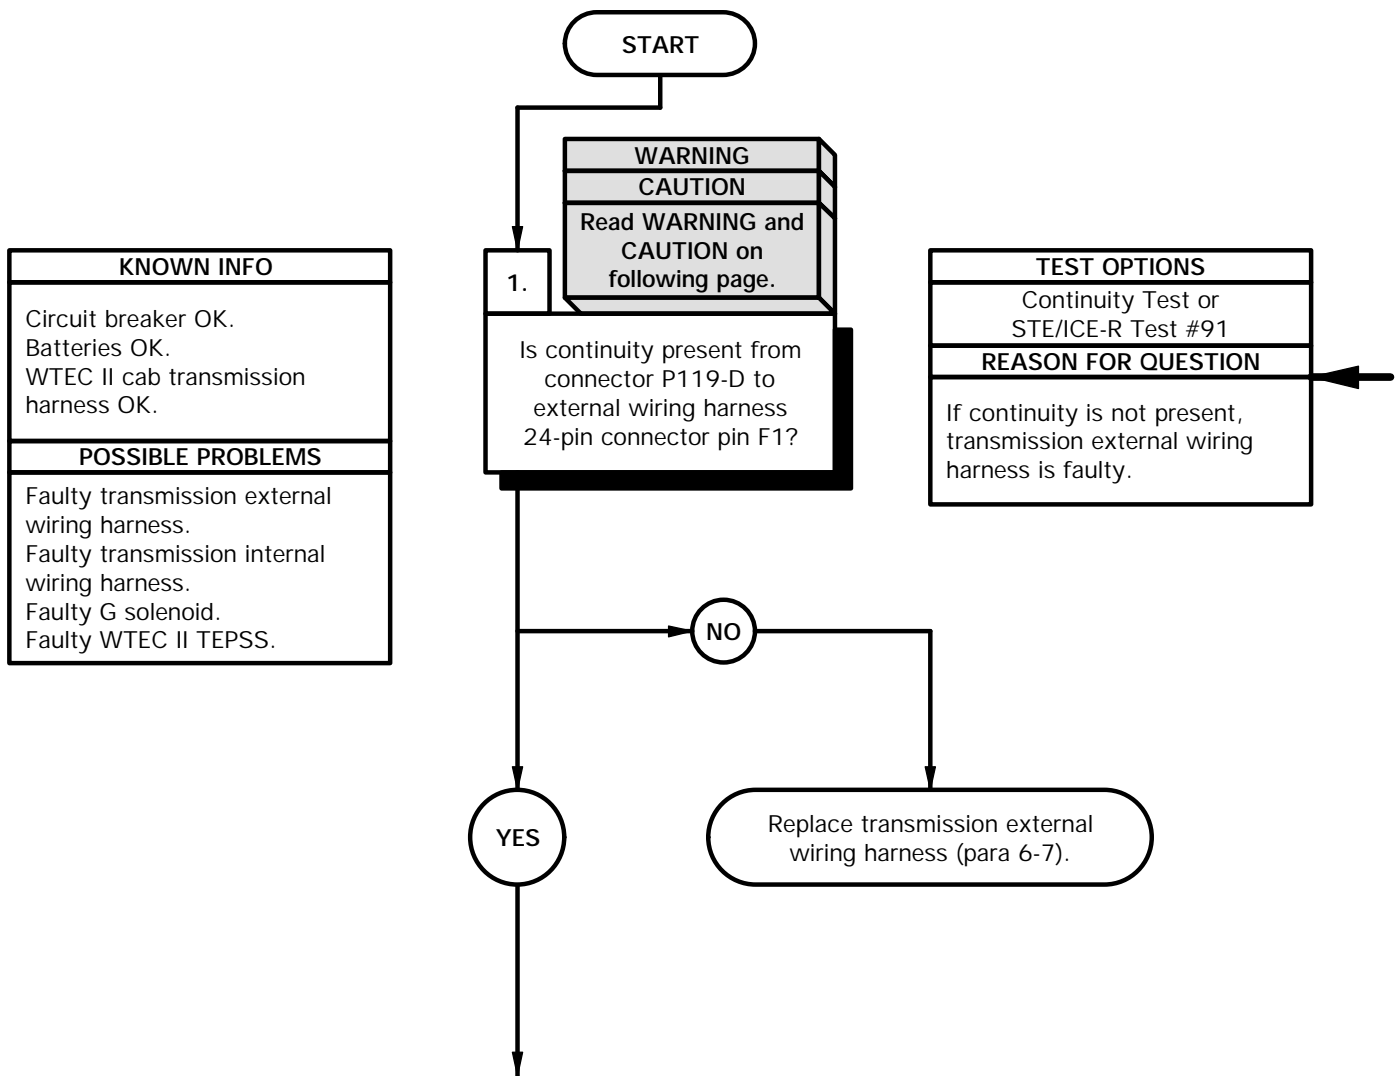 START
WARNING
CAUTION
Read WARNING and
CAUTION on
following page.
KNOWN INFO
Circuit breaker OK.
Batteries OK.
WTEC II cab transmission
harness OK.
POSSIBLE PROBLEMS
Faulty transmission external
wiring harness.
Faulty transmission internal
wiring harness.
Faulty G solenoid.
Faulty WTEC II TEPSS.
1.
Is continuity present from
connector P119-D to
external wiring harness
24-pin connector pin F1?
TEST OPTIONS
Continuity Test or
STE/ICE-R Test #91
REASON FOR QUESTION
If continuity is not present,
transmission external wiring
harness is faulty.
NO
YES
Replace transmission external
wiring harness (para 6-7).